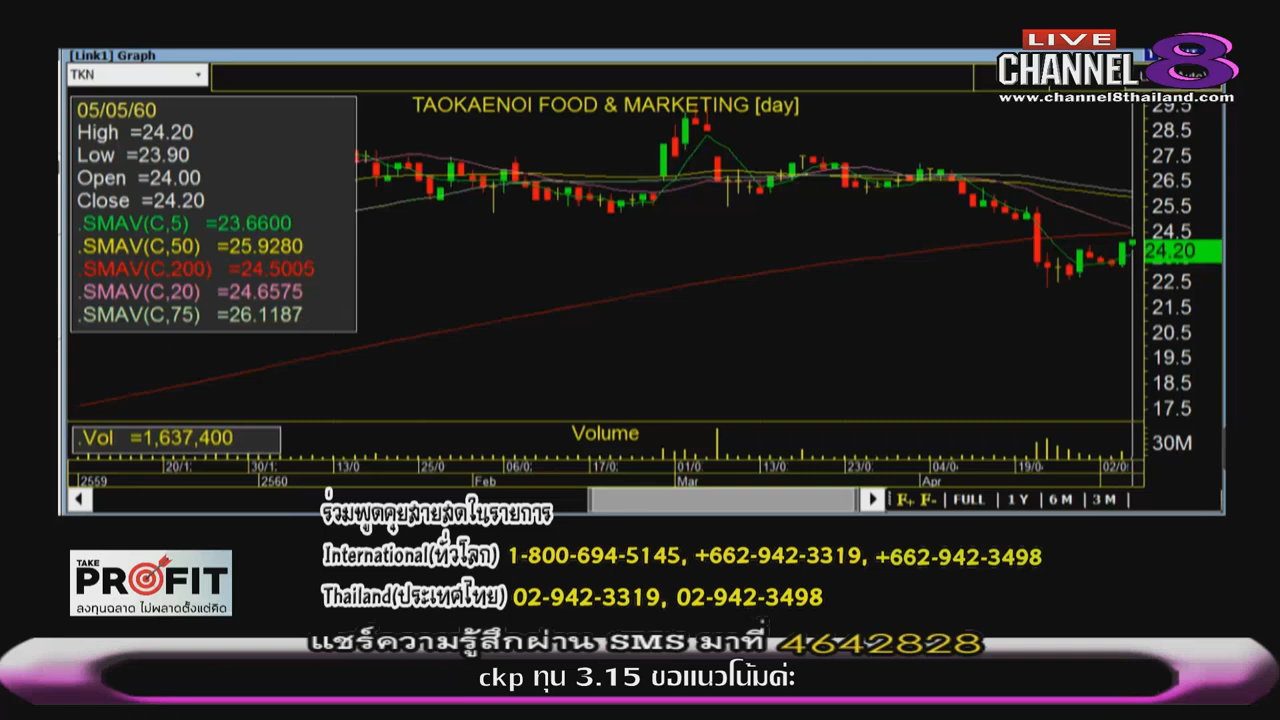 [Link1] Graph
LIVE
CHANNEL 8
www.channel8thailand.com
TKN
TAOKAENOI FOOD & MARKETING [day]
05/05/60
High =24.20
Low =23.90
Open =24.00
Close =24.20
.SMAV(C,5) =23.6600
.SMAV(C,50) =25.9280
.SMAV(C,200) =24.5005
.SMAV(C,20) =24.6575
.SMAV(C,75) =26.1187
29.5
28.5
27.5
26.5
25.5
24.5
24.20
22.5
21.5
20.5
19.5
18.5
17.5
.Vol =1,637,400
Volume
30M
20/1: 30/1: 13/0 25/0 06/0: 17/0: 01/0: 13/0: 23/0: 04/0 19/0 02/0
2559 2560 Feb Mar Apr
F+ F- FULL 1 Y 6 M 3 M
ร่วมพูดคุยสายสดในรายการ
International(ทั่วโลก) 1-800-694-5145, +662-942-3319, +662-942-3498
Thailand(ประเทศไทย) 02-942-3319, 02-942-3498
TAKE
PROFIT
ลงทุนฉลาด ไม่พลาดตั้งแต่คิด
แชร์ความรู้สึกผ่าน SMS มาที่ 4642828
ckp ทุน 3.15 ขอแนวโน้มค่ะ